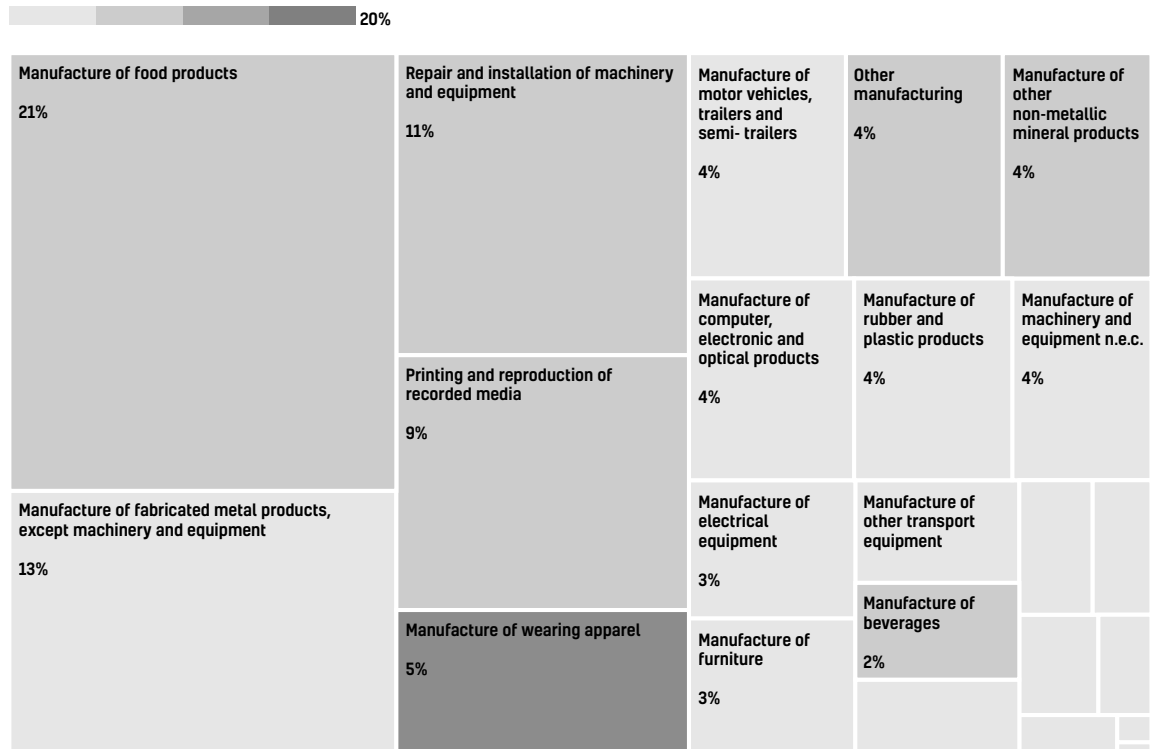 20%
Manufacture of food products
21%
Repair and installation of machinery
and equipment
11%
Manufacture of
motor vehicles,
trailers and
semi- trailers
4%
Other
manufacturing
4%
Manufacture of
other
non-metallic
mineral products
4%
Printing and reproduction of
recorded media
9%
Manufacture of
computer,
electronic and
optical products
4%
Manufacture of
rubber and
plastic products
4%
Manufacture of
machinery and
equipment n.e.c.
4%
Manufacture of fabricated metal products,
except machinery and equipment
13%
Manufacture of wearing apparel
5%
Manufacture of
electrical
equipment
3%
Manufacture of
other transport
equipment
Manufacture of
beverages
2%
Manufacture of
furniture
3%